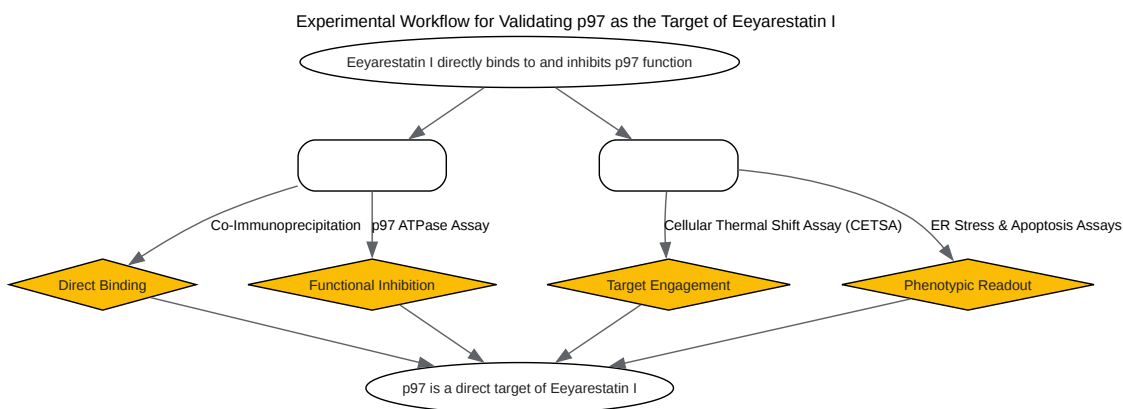 Experimental Workflow for Validating p97 as the Target of Eeyarestatin I
Eeyarestatin I directly binds to and inhibits p97 function
Co-Immunoprecipitation
p97 ATPase Assay
Cellular Thermal Shift Assay (CETSA)
ER Stress & Apoptosis Assays
Direct Binding
Functional Inhibition
Target Engagement
Phenotypic Readout
p97 is a direct target of Eeyarestatin I